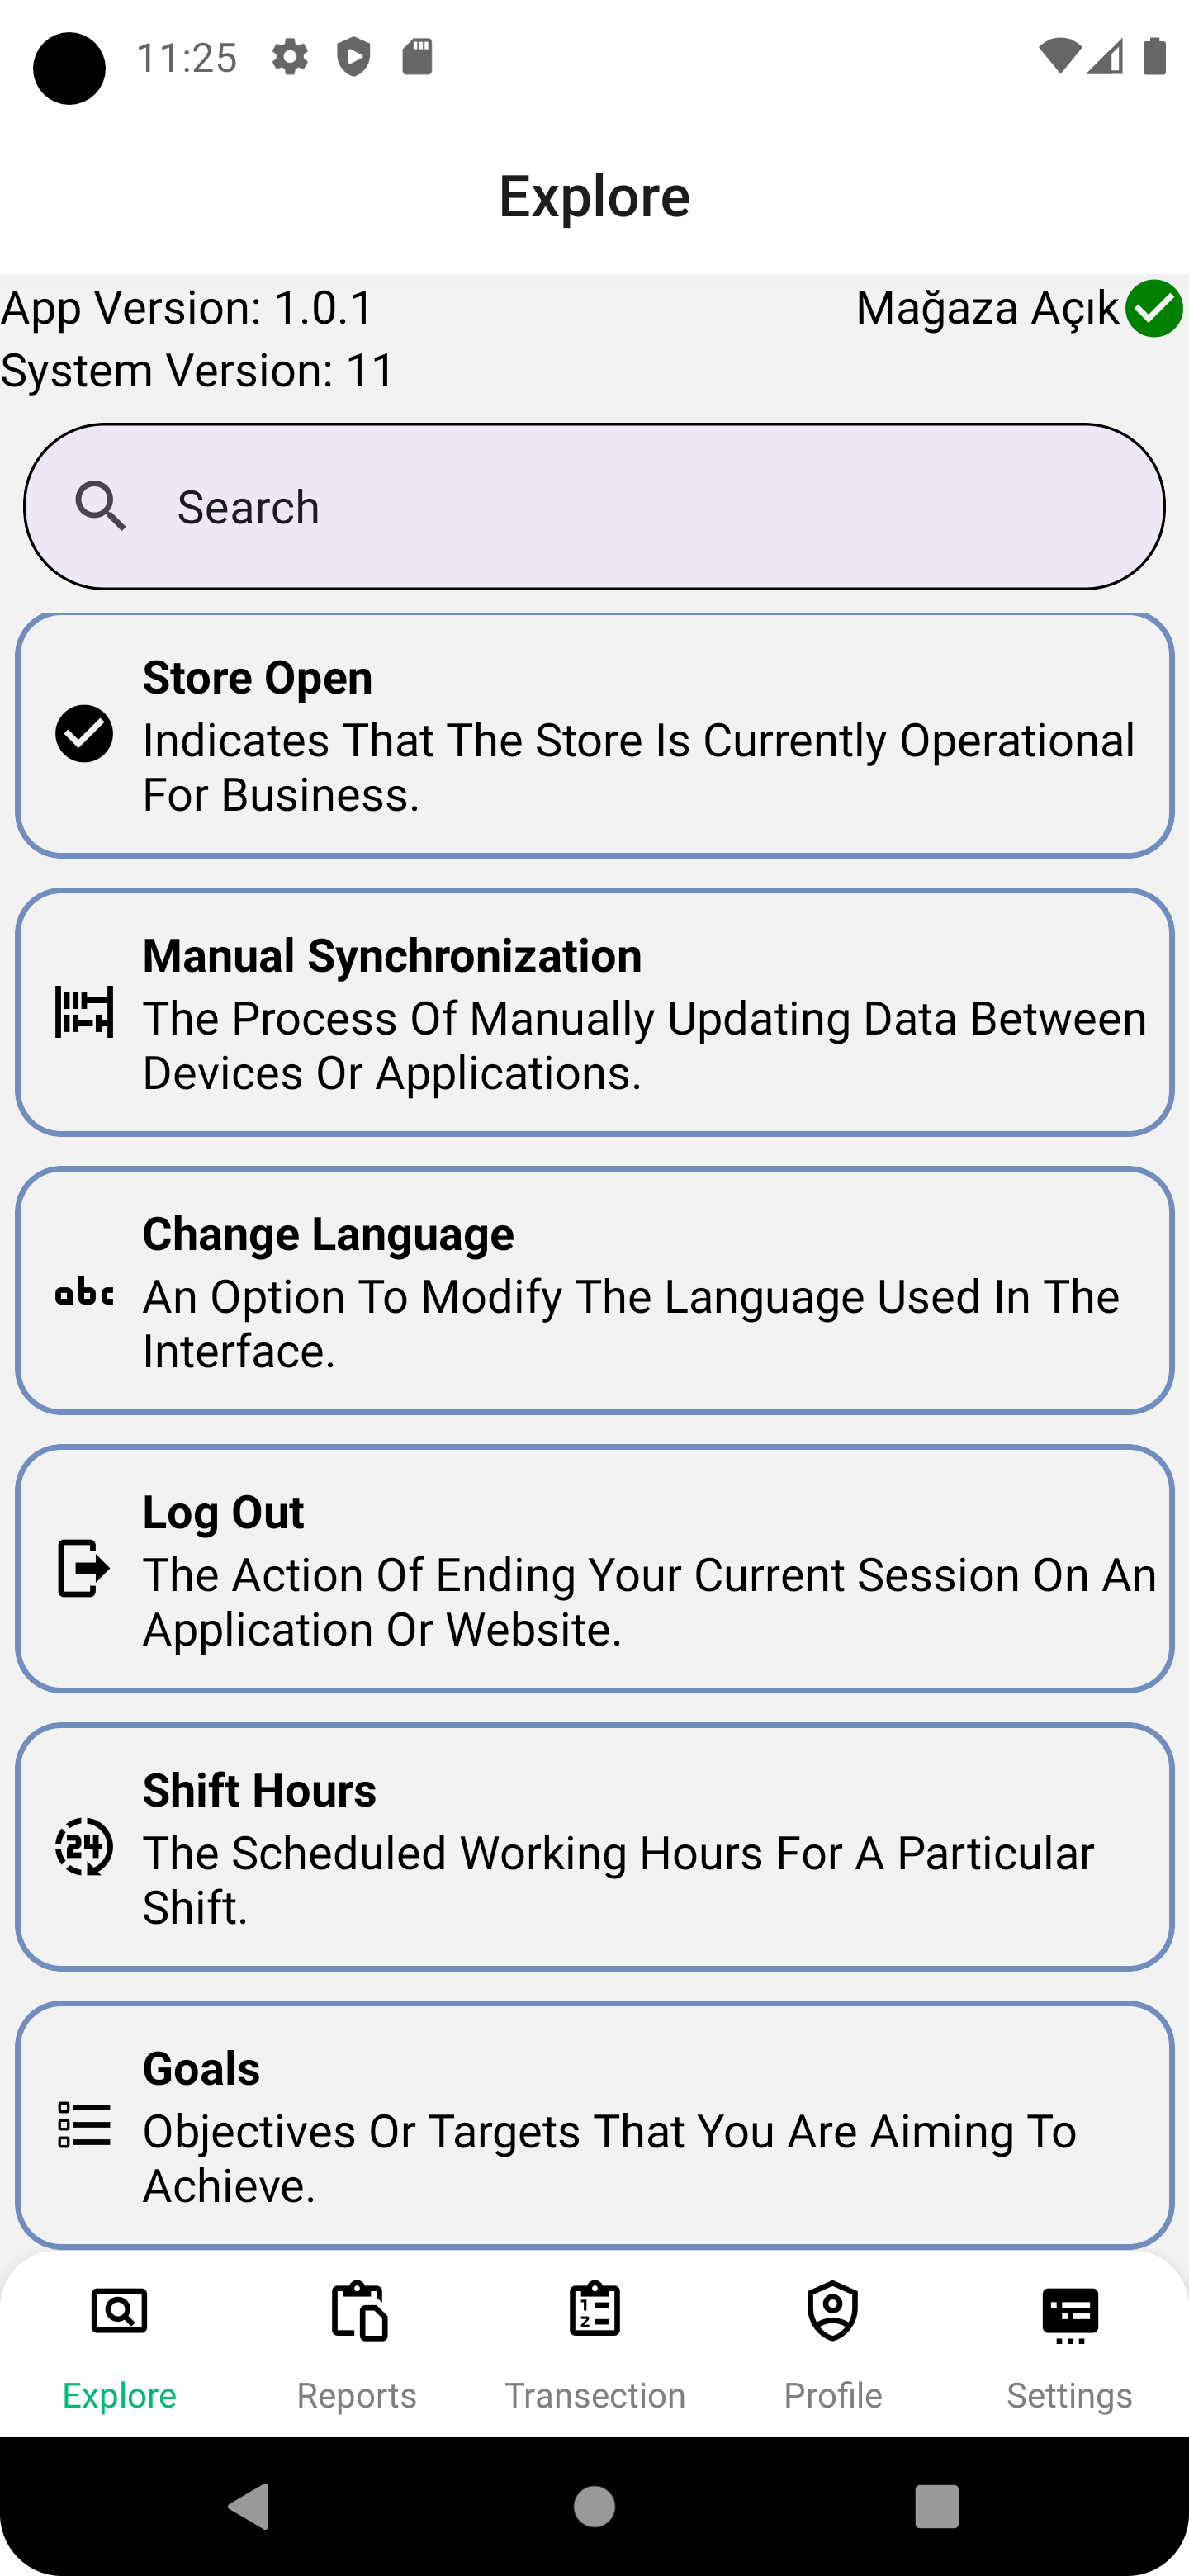 11:25
Explore
App Version: 1.0.1
Mağaza Açık
System Version: 11
Search
Store Open
Indicates That The Store Is Currently Operational
For Business.
Manual Synchronization
The Process Of Manually Updating Data Between
Devices Or Applications.
Change Language
abc
An Option To Modify The Language Used In The
Interface.
Log Out
The Action Of Ending Your Current Session On An
Application Or Website.
Shift Hours
24
The Scheduled Working Hours For A Particular
Shift.
Goals
Objectives Or Targets That You Are Aiming To
Achieve.
Explore
Reports
Transection
Profile
Settings